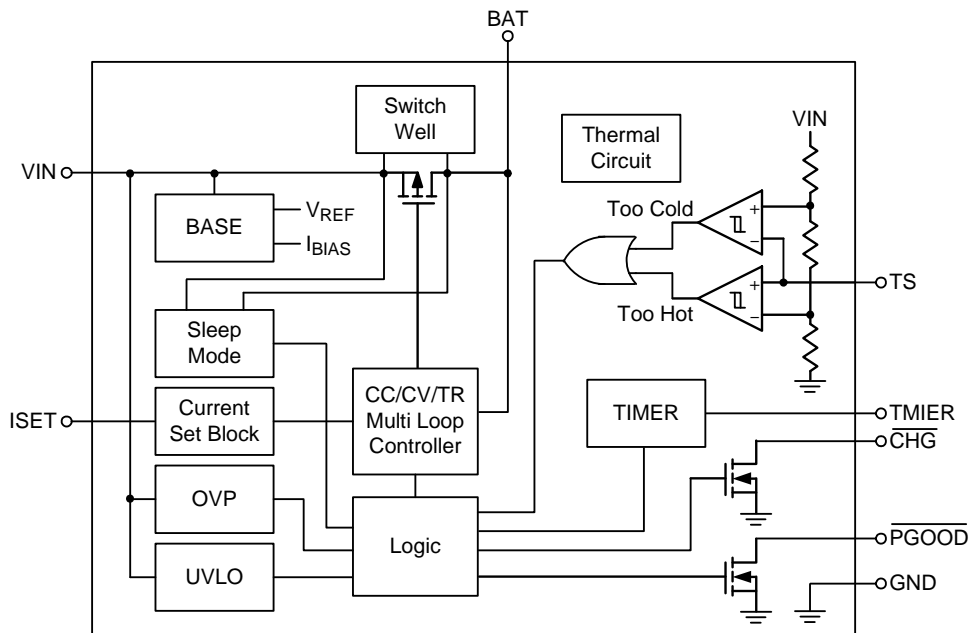 BAT
Switch
Well
Thermal
Circuit
VIN
VIN
BASE
VREF
IBIAS
Too Cold
+
−
+
−
Too Hot
TS
Sleep
Mode
ISET
Current
Set Block
CC/CV/TR
Multi Loop
Controller
TIMER
TMIER
CHG
OVP
Logic
PGOOD
UVLO
GND